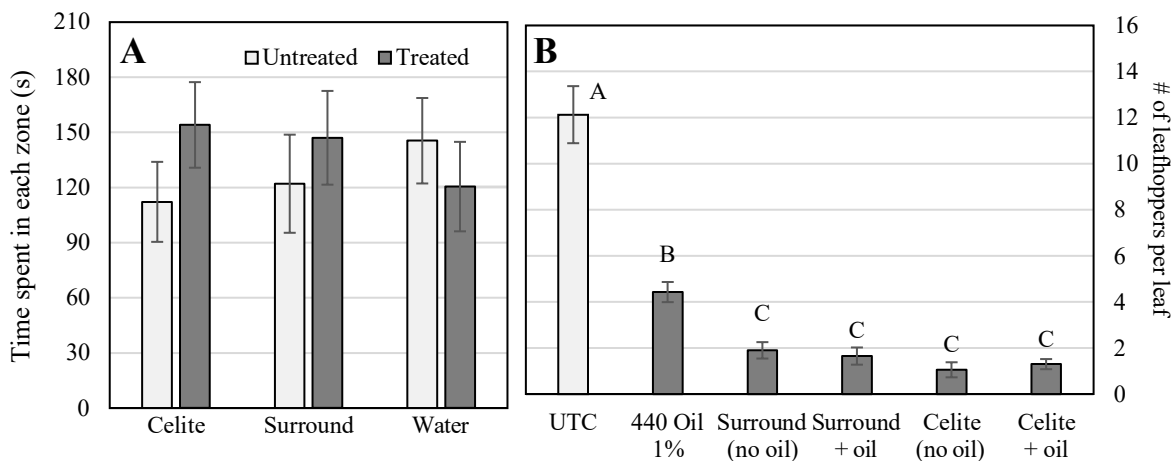 A
Untreated Treated
Time spent in each zone (s)
210
180
150
120
90
60
30
0
Celite Surround Water
B
A
B
C
C
C
C
# of leafhoppers per leaf
16
14
12
10
8
6
4
2
0
UTC 440 Oil Surround Surround Celite Celite
1% (no oil) + oil (no oil) + oil